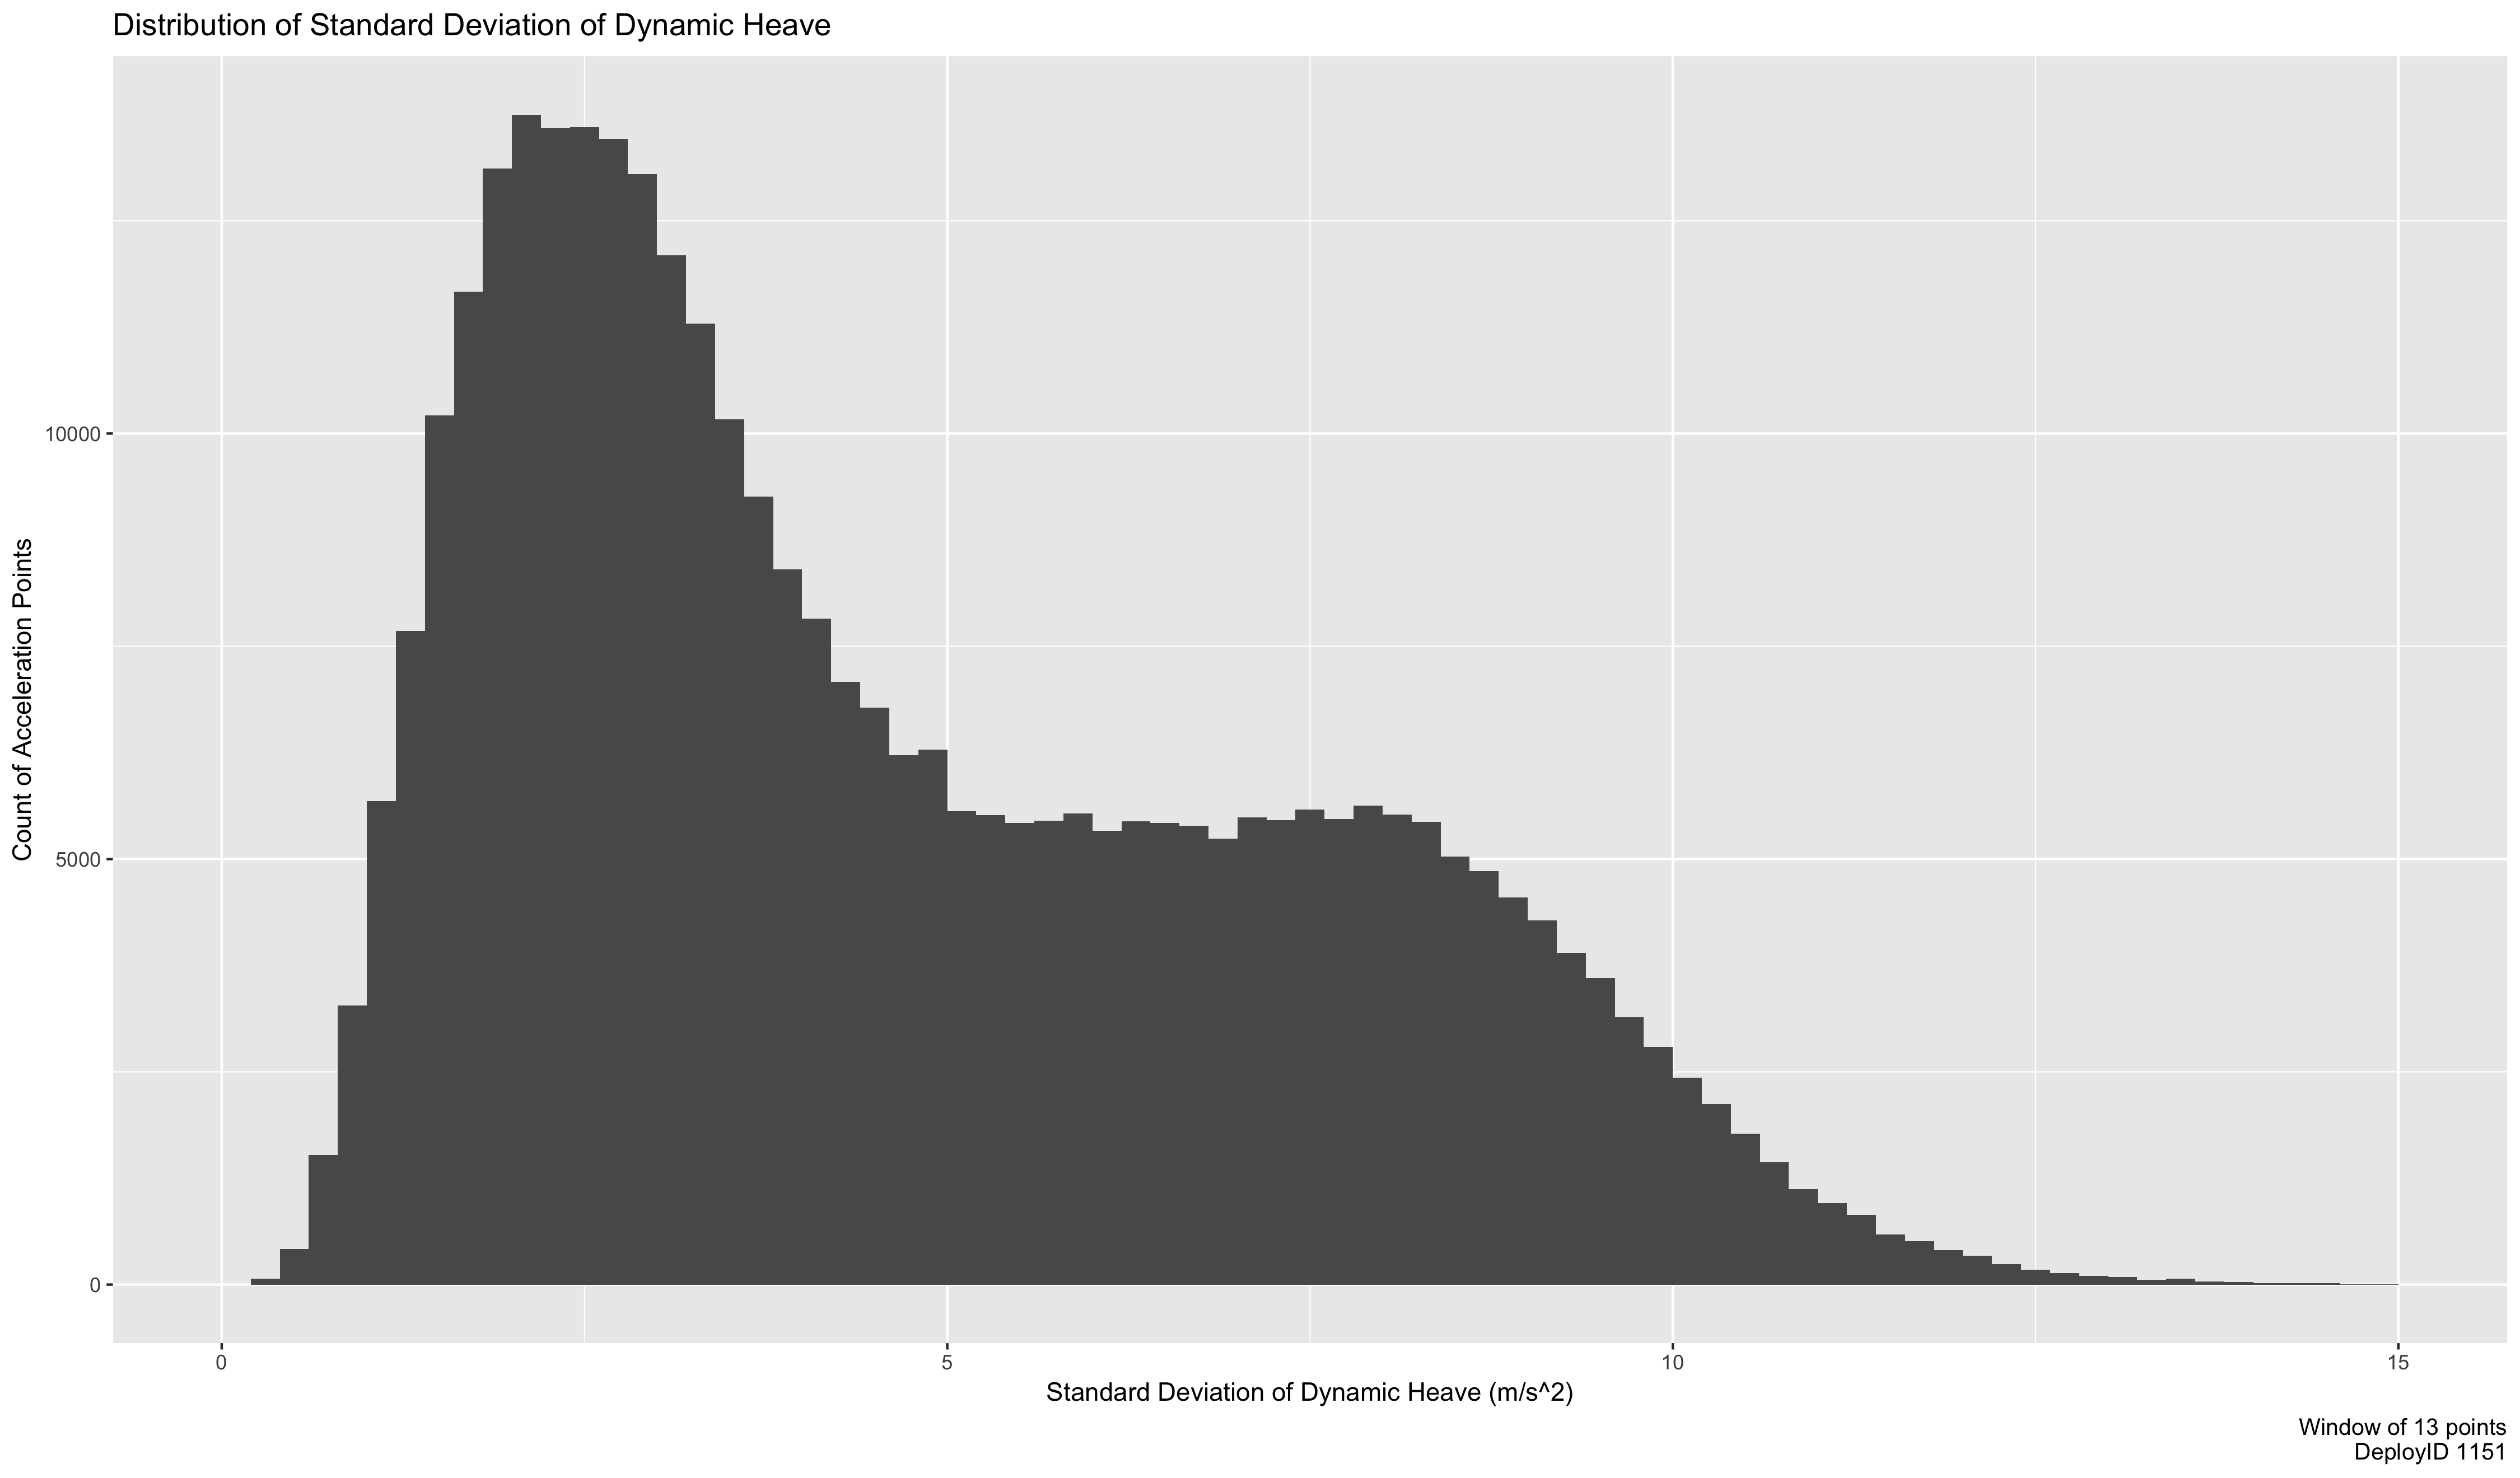 Distribution of Standard Deviation of Dynamic Heave
Count of Acceleration Points
10000
5000
0
0 5 10 15
Standard Deviation of Dynamic Heave (m/s^2)
Window of 13 points
DeployID 1151